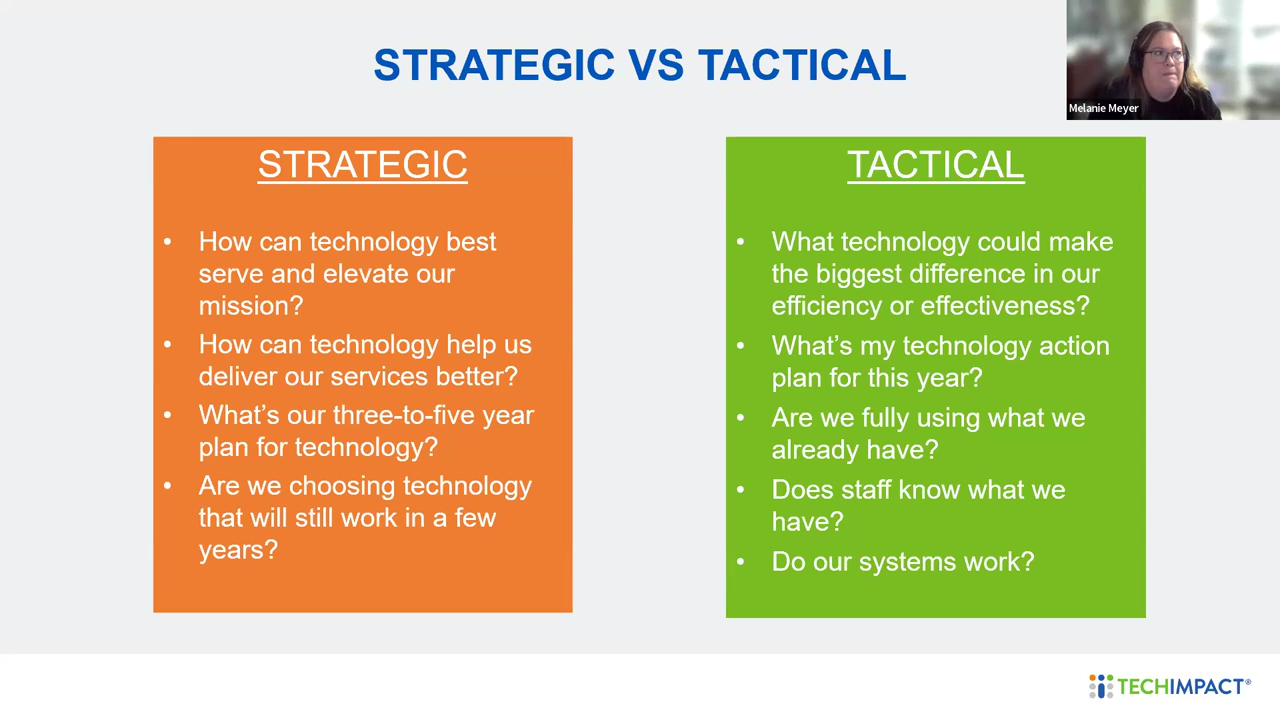 STRATEGIC VS TACTICAL
Melanie Meyer
STRATEGIC
• How can technology best
serve and elevate our
mission?
• How can technology help us
deliver our services better?
• What's our three-to-five year
plan for technology?
• Are we choosing technology
that will still work in a few
years?
TACTICAL
• What technology could make
the biggest difference in our
efficiency or effectiveness?
• What's my technology action
plan for this year?
• Are we fully using what we
already have?
• Does staff know what we
have?
• Do our systems work?
TECHIMPACT®